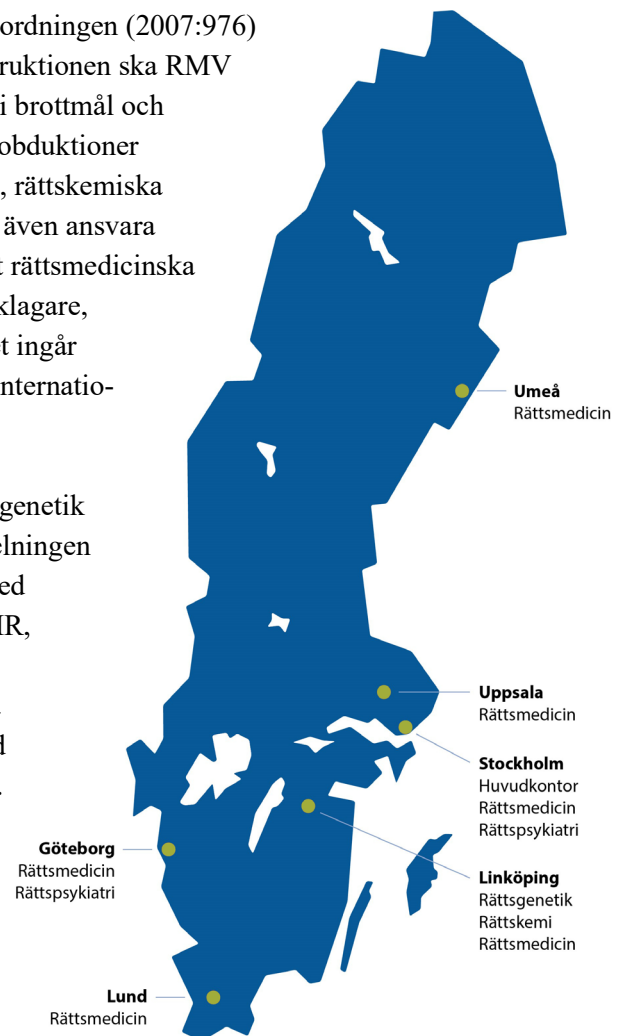 ordningen (2007:976)
ruktionen ska RMV
i brottmål och
obduktioner
, rättskemiska
även ansvara
t rättsmedicinska
klagare,
et ingår
nternatio-
genetik
elningen
ed
IR,
d
.
Umeå
Rättsmedicin
Uppsala
Rättsmedicin
Stockholm
Huvudkontor
Rättsmedicin
Rättspsykiatri
Linköping
Rättsgenetik
Rättskemi
Rättsmedicin
Göteborg
Rättsmedicin
Rättspsykiatri
Lund
Rättsmedicin